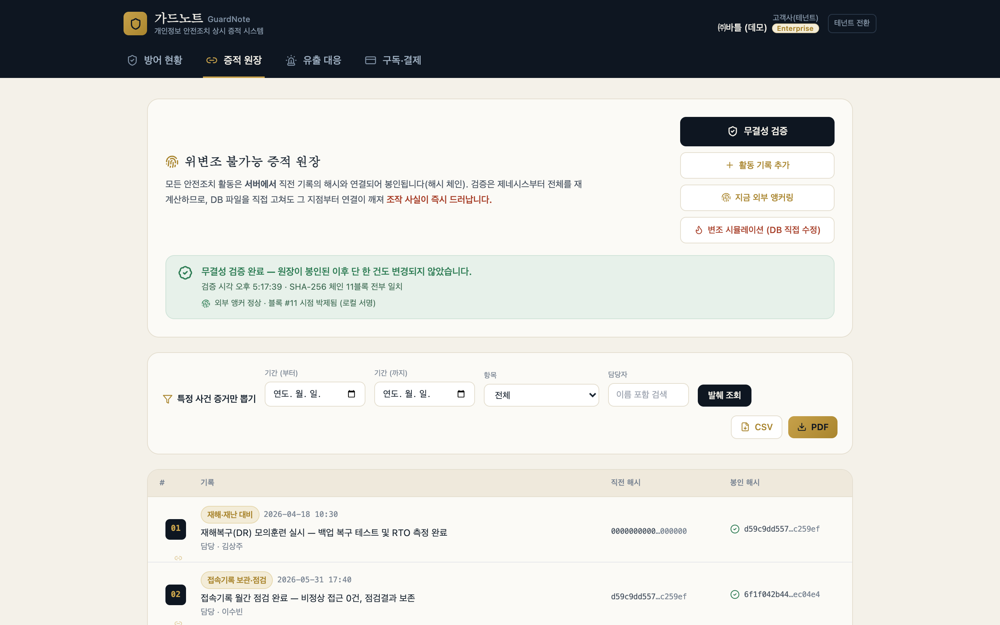 가드노트 GuardNote
개인정보 안전조치 상시 증적 시스템
고객사(테넌트)
㈜바틀 (데모) Enterprise
테넌트 전환
방어 현황
증적 원장
유출 대응
구독·결제
위변조 불가능 증적 원장
모든 안전조치 활동은 서버에서 직전 기록의 해시와 연결되어 봉인됩니다(해시 체인). 검증은 제네시스부터 전체를 재
계산하므로, DB 파일을 직접 고쳐도 그 지점부터 연결이 깨져 조작 사실이 즉시 드러납니다.
무결성 검증
활동 기록 추가
지금 외부 앵커링
변조 시뮬레이션 (DB 직접 수정)
무결성 검증 완료 — 원장이 봉인된 이후 단 한 건도 변경되지 않았습니다.
검증 시각 오후 5:17:39 · SHA-256 체인 11블록 전부 일치
외부 앵커 정상 · 블록 #11 시점 박제됨 (로컬 서명)
특정 사건 증거만 뽑기
기간 (부터)
연도. 월. 일.
기간 (까지)
연도. 월. 일.
항목
전체
담당자
이름 포함 검색
발췌 조회
CSV
PDF
# 기록 직전 해시 봉인 해시
01
재해·재난 대비 2026-04-18 10:30
재해복구(DR) 모의훈련 실시 — 백업 복구 테스트 및 RTO 측정 완료
담당 · 김상주
0000000000…000000
d59c9dd557…c259ef
02
접속기록 보관·점검 2026-05-31 17:40
접속기록 월간 점검 완료 — 비정상 접근 0건, 점검결과 보존
담당 · 이수빈
d59c9dd557…c259ef
6f1f042b44…ec04e4